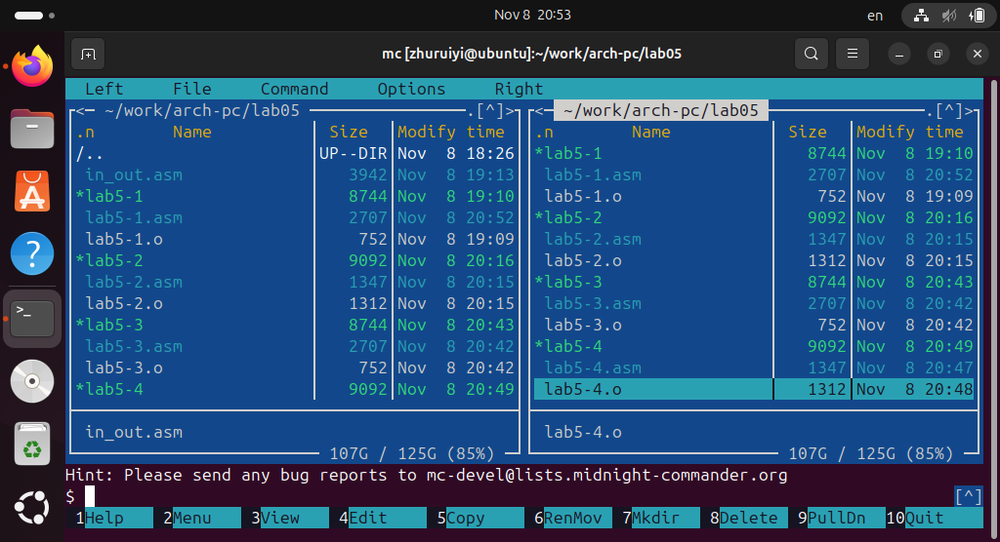 Nov 8 20:53
en
mc [zhuruiyi@ubuntu]:~/work/arch-pc/lab05
Left File Command Options Right
<─ ~/work/arch-pc/lab05 .[^]> <─ ~/work/arch-pc/lab05 .[^]>
.n Name Size Modify time .n Name Size Modify time
/.. UP--DIR Nov 8 18:26 *lab5-1 8744 Nov 8 19:10
in_out.asm 3942 Nov 8 19:13 lab5-1.asm 2707 Nov 8 20:52
*lab5-1 8744 Nov 8 19:10 lab5-1.o 752 Nov 8 19:09
lab5-1.asm 2707 Nov 8 20:52 *lab5-2 9092 Nov 8 20:16
lab5-1.o 752 Nov 8 19:09 lab5-2.asm 1347 Nov 8 20:15
*lab5-2 9092 Nov 8 20:16 lab5-2.o 1312 Nov 8 20:15
lab5-2.asm 1347 Nov 8 20:15 *lab5-3 8744 Nov 8 20:43
lab5-2.o 1312 Nov 8 20:15 lab5-3.asm 2707 Nov 8 20:42
*lab5-3 8744 Nov 8 20:43 lab5-3.o 752 Nov 8 20:42
lab5-3.asm 2707 Nov 8 20:42 *lab5-4 9092 Nov 8 20:49
lab5-3.o 752 Nov 8 20:42 lab5-4.asm 1347 Nov 8 20:47
*lab5-4 9092 Nov 8 20:49 lab5-4.o 1312 Nov 8 20:48
in_out.asm lab5-4.o
107G / 125G (85%) 107G / 125G (85%)
Hint: Please send any bug reports to mc-devel@lists.midnight-commander.org
$ [^]
1Help 2Menu 3View 4Edit 5Copy 6RenMov 7Mkdir 8Delete 9PullDn 10Quit